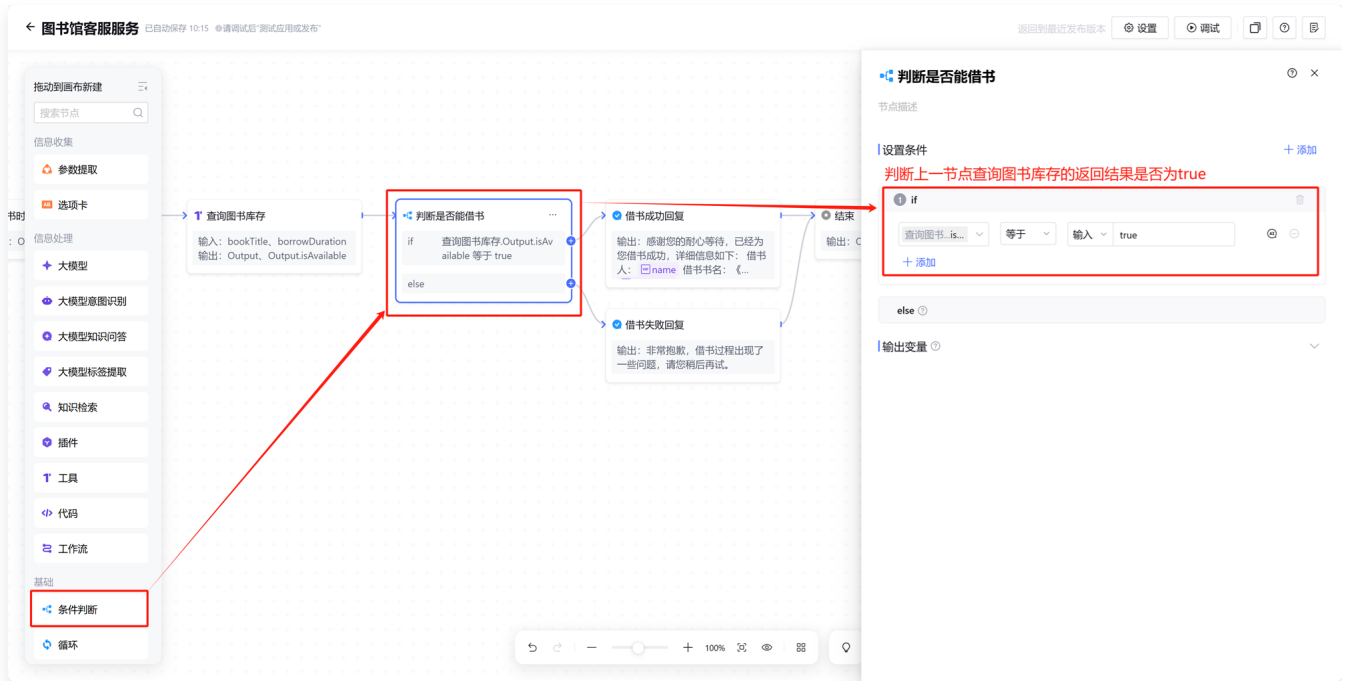 图书馆客服服务 已自动保存 10:15 请调试后"测试应用或发布"
返回到最近发布版本 设置 调试
拖动到画布新建
搜索节点
信息收集
参数提取
选项卡
信息处理
大模型
大模型意图识别
大模型知识问答
大模型标签提取
知识检索
插件
工具
代码
工作流
基础
条件判断
循环
书时
: O
查询图书库存
输入: bookTitle、borrowDuration
输出: Output、Output.isAvailable
判断是否能借书
if 查询图书库存.Output.isAv
ailable 等于 true
else
借书成功回复
输出: 感谢您的耐心等待, 已经为
您借书成功, 详细信息如下: 借书
人: name 借书书名: 《...
借书失败回复
输出: 非常抱歉, 借书过程出现了
一些问题, 请您稍后再试。
结束
输出: O
100%
判断是否能借书
节点描述
设置条件 添加
判断上一节点查询图书库存的返回结果是否为true
1 if
查询图书...is... 等于 输入 true
添加
else
输出变量